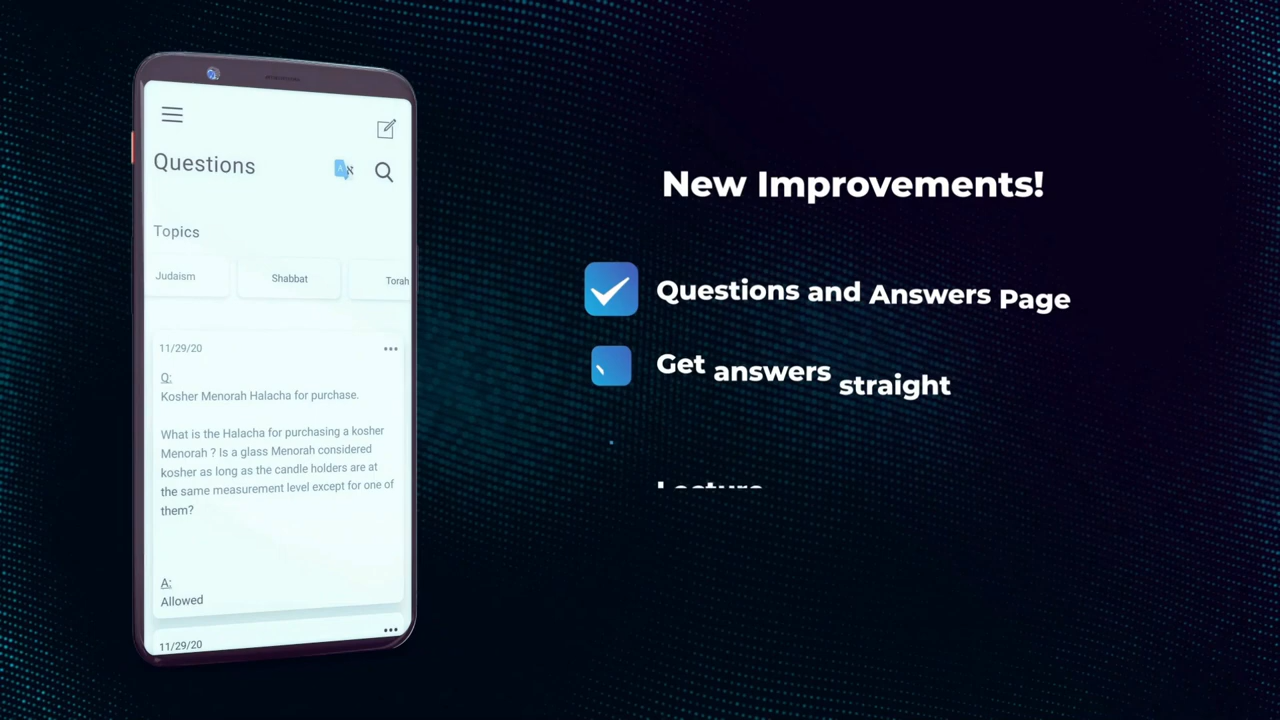 Questions
Topics
Judaism
Shabbat
Torah
11/29/20
Q:
Kosher Menorah Halacha for purchase.
What is the Halacha for purchasing a kosher
Menorah ? Is a glass Menorah considered
kosher as long as the candle holders are at
the same measurement level except for one of
them?
A:
Allowed
11/29/20
New Improvements!
Questions and Answers Page
Get answers straight
Lecture